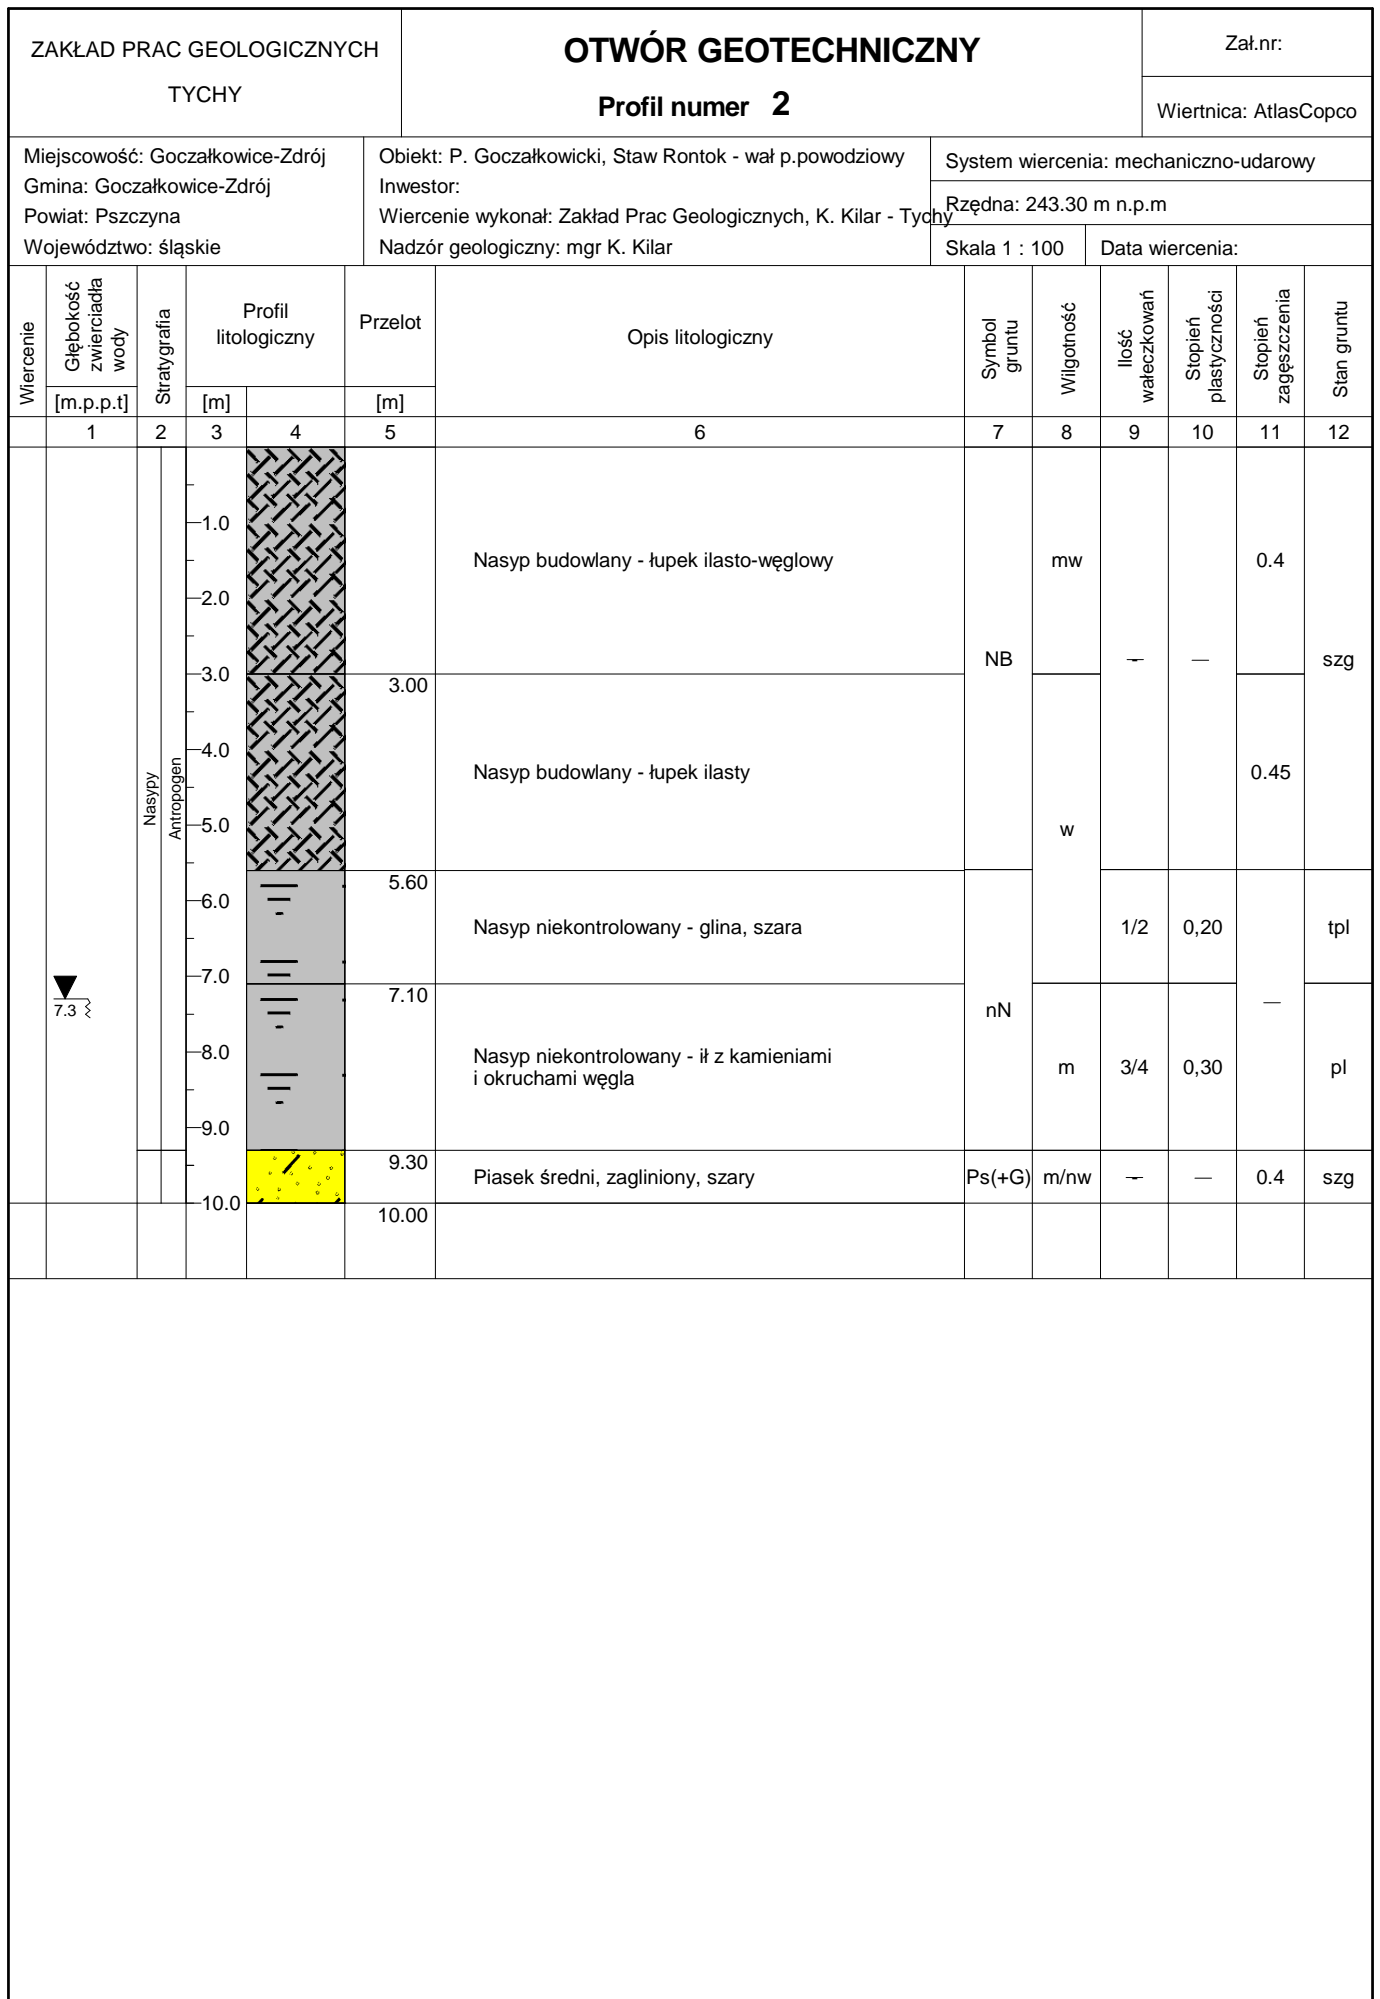 ZAKŁAD PRAC GEOLOGICZNYCH
TYCHY
OTWÓR GEOTECHNICZNY
Profil numer 2
Zał.nr:
Wiertnica: AtlasCopco
Miejscowość: Goczałkowice-Zdrój
Gmina: Goczałkowice-Zdrój
Powiat: Pszczyna
Województwo: śląskie
Obiekt: P. Goczałkowicki, Staw Rontok - wał p.powodziowy
Inwestor:
Wiercenie wykonał: Zakład Prac Geologicznych, K. Kilar - Tychy
Nadzór geologiczny: mgr K. Kilar
System wiercenia: mechaniczno-udarowy
Rzędna: 243.30 m n.p.m
Skala 1 : 100
Data wiercenia:
Wiercenie
Głębokość
zwierciadła
wody
[m.p.p.t]
Stratygrafia
Profil
litologiczny
[m]
Przelot
[m]
Opis litologiczny
Symbol
gruntu
Wilgotność
Ilość
wałeczkowań
Stopień
plastyczności
Stopień
zagęszczenia
Stan gruntu
1 2 3 4 5 6 7 8 9 10 11 12
Nasypy
Antropogen
1.0
2.0
3.0
4.0
5.0
6.0
7.0
8.0
9.0
10.0
7.3
Nasyp budowlany - łupek ilasto-węglowy
mw
0.4
NB
—
—
szg
3.00
Nasyp budowlany - łupek ilasty
0.45
w
5.60
Nasyp niekontrolowany - glina, szara
1/2
0,20
tpl
7.10
nN
—
Nasyp niekontrolowany - ił z kamieniami
i okruchami węgla
m
3/4
0,30
pl
9.30
Piasek średni, zagliniony, szary
Ps(+G)
m/nw
—
—
0.4
szg
10.00